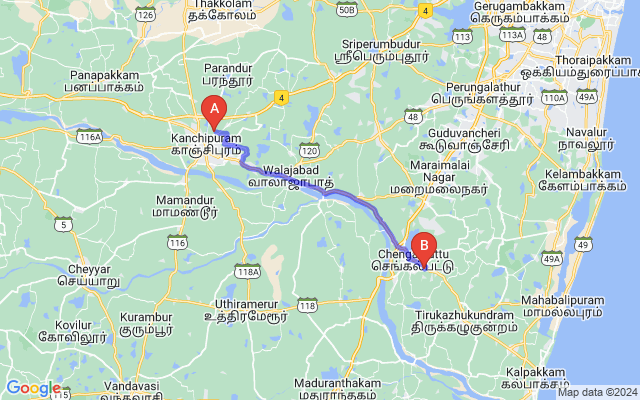 Thakkolam
தக்கோலம்
126
50B
4
Gerugambakkam
கெருகம்பாக்கம்
113
113A
Sriperumbudur
ஸ்ரீபெரும்புதூர்
Thoraipakkam
ஒக்கியம்துரைப்பாக்கம்
Panapakkam
பனப்பாக்கம்
Parandur
பரந்தூர்
Perungalathur
பெருங்களத்தூர்
110A
4
A
Kanchipuram
காஞ்சிபுரம்
116A
120
Guduvancheri
கூடுவாஞ்சேரி
Navalur
நாவலூர்
Walajabad
வாலாஜாபாத்
Maraimalai
Nagar
மறைமலைநகர்
Kelambakkam
கேளம்பாக்கம்
Mamandur
மாமண்டூர்
5
116
B
Chengalpattu
செங்கல்பட்டு
49
49A
49A
Cheyyar
செய்யாறு
118A
Uthiramerur
உத்திரமேரூர்
118
Mahabalipuram
மாமல்லபுரம்
Tirukazhukundram
திருக்கழுகுன்றம்
Kurambur
குரும்பூர்
Kovilur
கோவிலூர்
Kalpakkam
கல்பாக்கம்
Vandavasi
வந்தவாசி
Maduranthakam
மதுராந்தகம்
115
Google
Map data ©2024